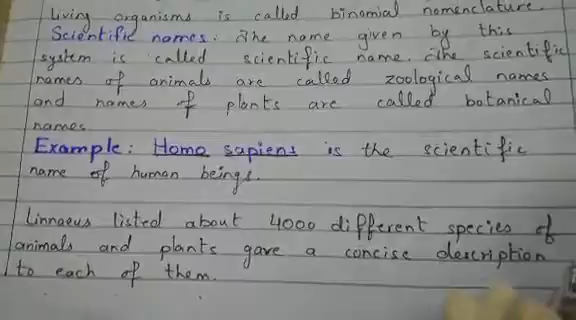 living organisms is called binomial nomenclature.
Scientific names: The name given by this
system is called scientific name. The scientific
names of animals are called zoological names
and names of plants are called botanical
names
Example: Homo sapiens is the scientific
name of human beings.
Linnaeus listed about 4000 different species of
animals and plants gave a concise description
to each of them.